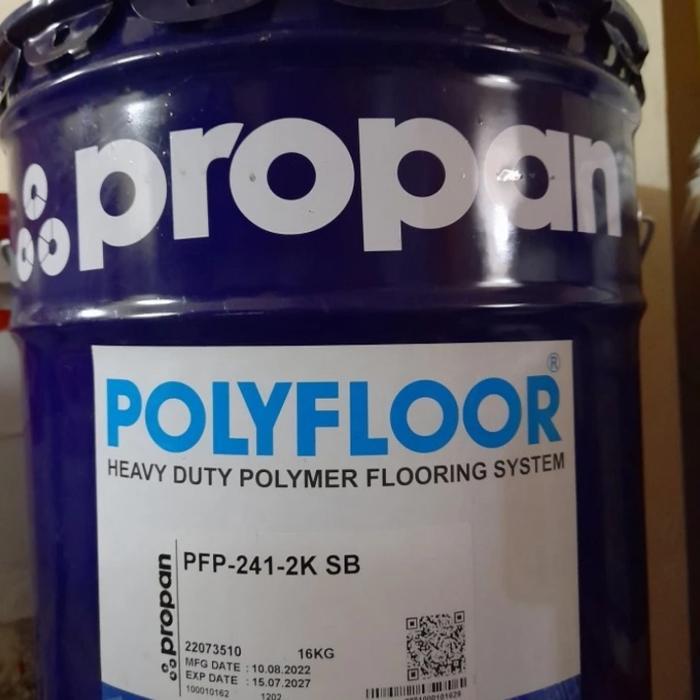 propan
POLYFLOOR®
HEAVY DUTY POLYMER FLOORING SYSTEM
propan
PFP-241-2K SB
22073510 16KG
MFG DATE : 10.08.2022
EXP DATE : 15.07.2027
100010162 1202